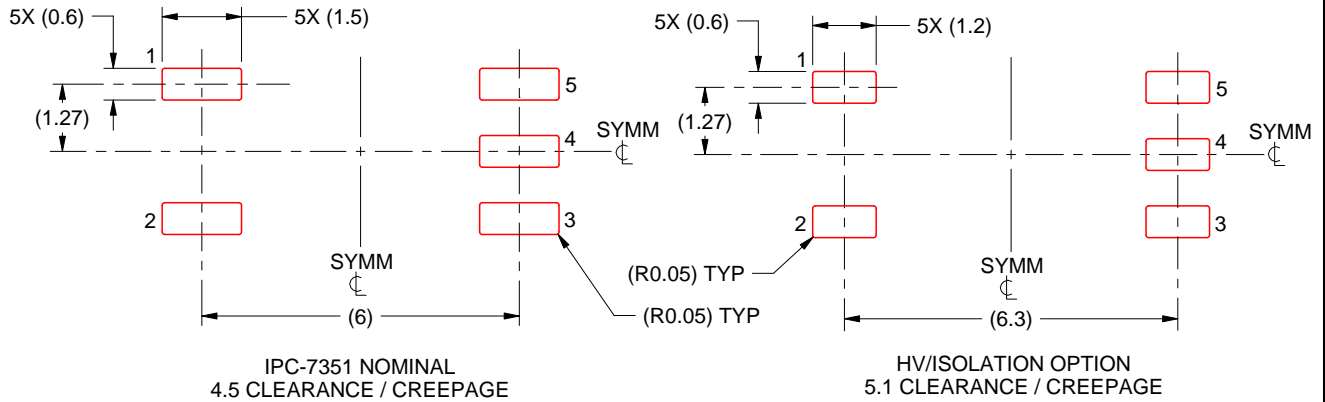 5X (0.6)
5X (1.5)
1
5
(1.27)
SYMM
4
℄
2
3
SYMM
℄
(R0.05) TYP
(6)
IPC-7351 NOMINAL
4.5 CLEARANCE / CREEPAGE
5X (0.6)
5X (1.2)
1
5
(1.27)
SYMM
4
℄
2
3
SYMM
℄
(R0.05) TYP
(6.3)
HV/ISOLATION OPTION
5.1 CLEARANCE / CREEPAGE